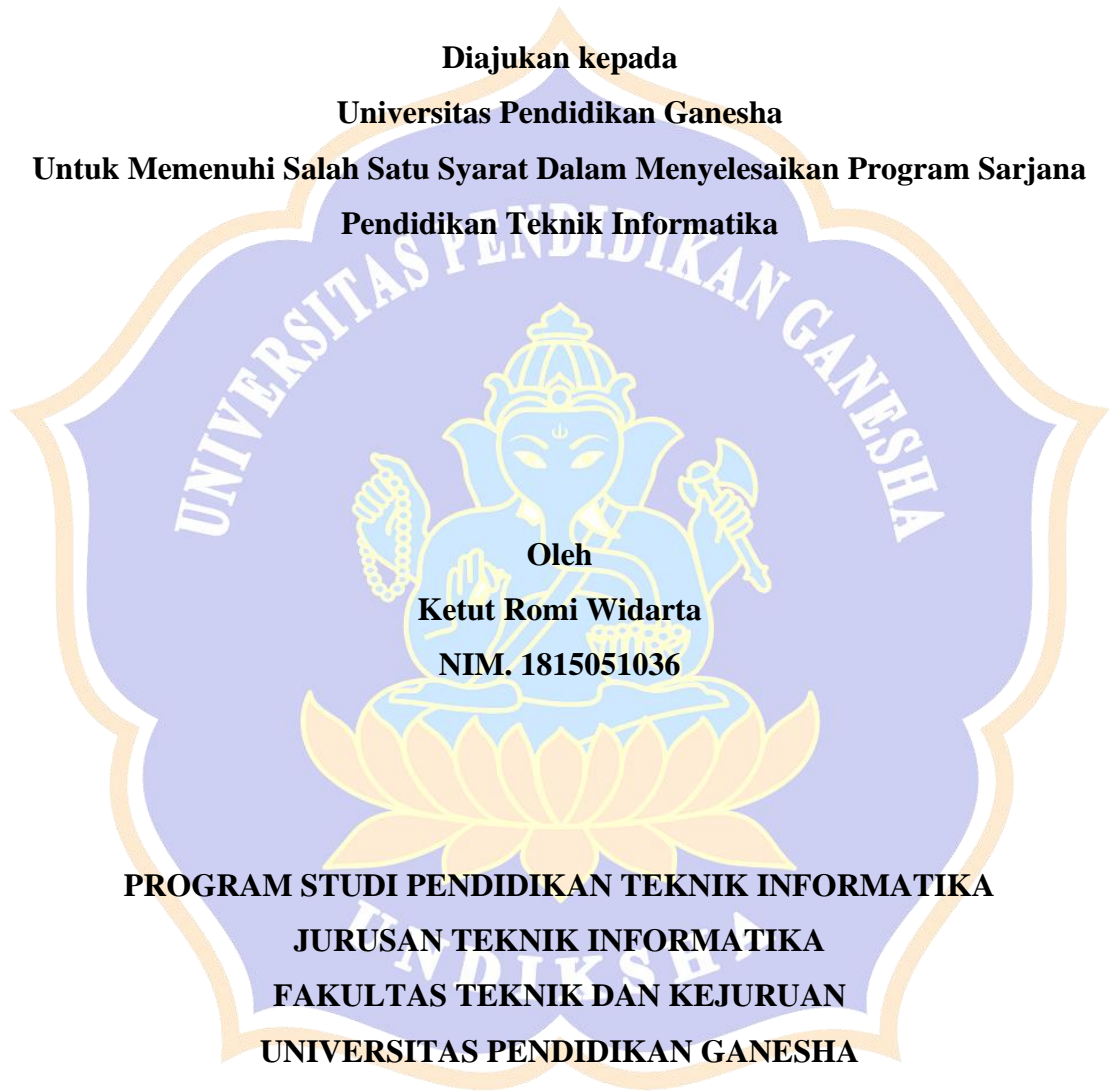 Diajukan kepada
Universitas Pendidikan Ganesha
Untuk Memenuhi Salah Satu Syarat Dalam Menyelesaikan Program Sarjana
Pendidikan Teknik Informatika
UNIVERSITAS PENDIDIKAN GANESHA
Oleh
Ketut Romi Widarta
NIM. 1815051036
PROGRAM STUDI PENDIDIKAN TEKNIK INFORMATIKA
JURUSAN TEKNIK INFORMATIKA
UNDIKSHA
FAKULTAS TEKNIK DAN KEJURUAN
UNIVERSITAS PENDIDIKAN GANESHA